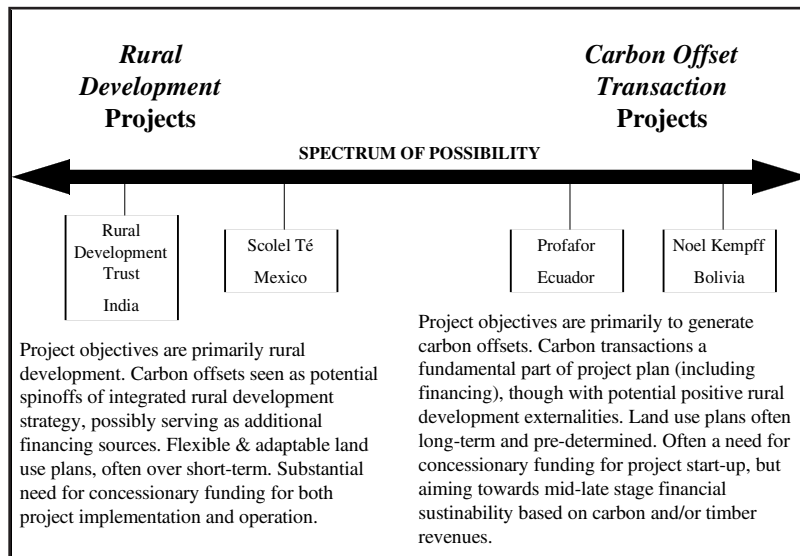 Rural
Development
Projects
Carbon Offset
Transaction
Projects
SPECTRUM OF POSSIBILITY
Rural
Development
Trust
India
Scolel Té
Mexico
Profafor
Ecuador
Noel Kempff
Bolivia
Project objectives are primarily rural
development. Carbon offsets seen as potential
spinoffs of integrated rural development
strategy, possibly serving as additional
financing sources. Flexible & adaptable land
use plans, often over short-term. Substantial
need for concessionary funding for both
project implementation and operation.
Project objectives are primarily to generate
carbon offsets. Carbon transactions a
fundamental part of project plan (including
financing), though with potential positive rural
development externalities. Land use plans often
long-term and pre-determined. Often a need for
concessionary funding for project start-up, but
aiming towards mid-late stage financial
sustinability based on carbon and/or timber
revenues.